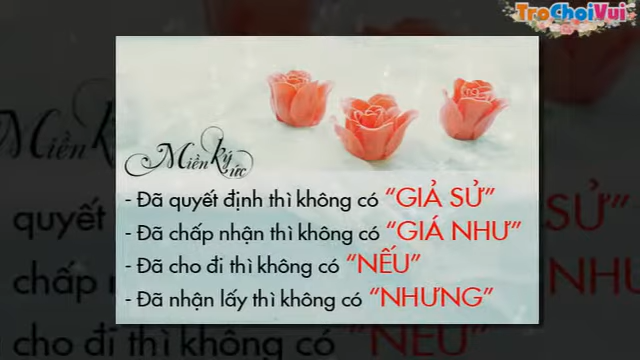 TroChoiVui
Miền ký ức
- Đã quyết định thì không có “GIẢ SỬ”
- Đã chấp nhận thì không có “GIÁ NHƯ”
- Đã cho đi thì không có “NẾU”
- Đã nhận lấy thì không có “NHƯNG”